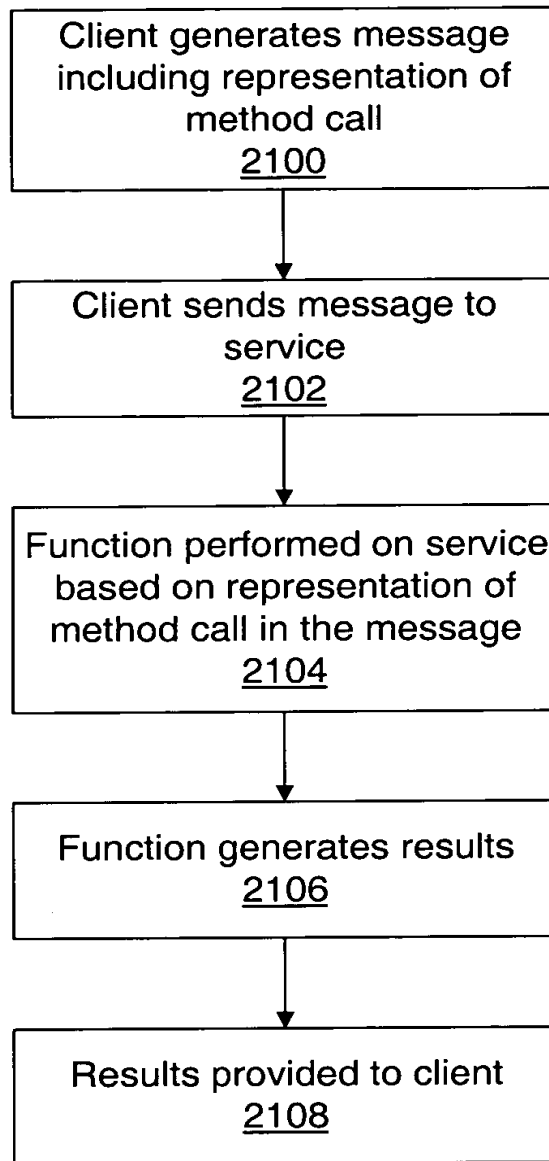 Client generates message
including representation of
method call
2100
Client sends message to
service
2102
Function performed on service
based on representation of
method call in the message
2104
Function generates results
2106
Results provided to client
2108